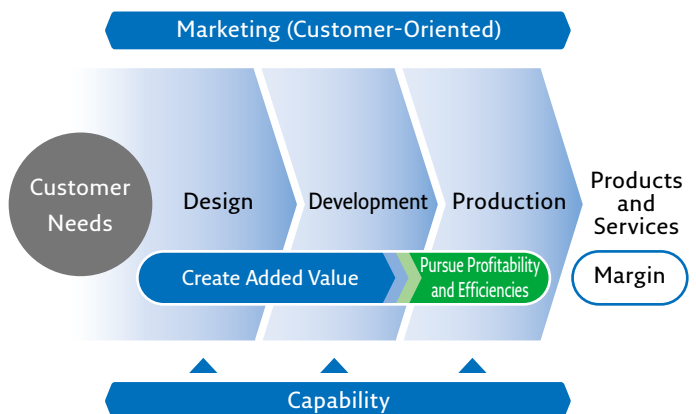 Marketing (Customer-Oriented)
Customer
Needs
Design
Development
Production
Products
and
Services
Create Added Value
Pursue Profitability
and Efficiencies
Margin
Capability